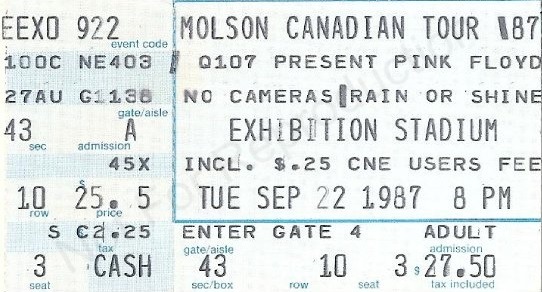 EEXO 922
event code
100C NE403
27AU G1138
gate/aisle
43 A
sec admission
45X
10 $25.5
row price
S C2.25
tax
3 CASH
seat
MOLSON CANADIAN TOUR '87
Q107 PRESENT PINK FLOYD
NO CAMERAS RAIN OR SHINE
EXHIBITION STADIUM
INCL. $.25 CNE USERS FEE
TUE SEP 22 1987 8 PM
ENTER GATE 4 ADULT
gate/aisle admission
43 10 3 $27.50
sec/box row seat tax included